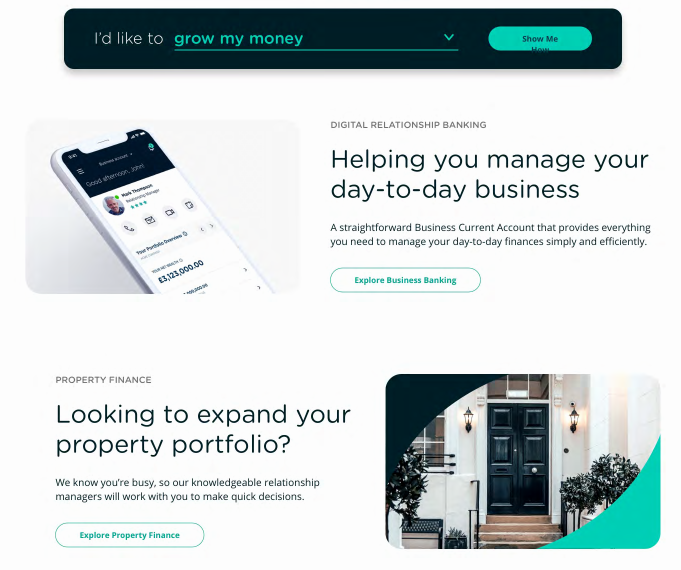 I'd like to grow my money
Show Me
How
DIGITAL RELATIONSHIP BANKING
Helping you manage your
day-to-day business
A straightforward Business Current Account that provides everything
you need to manage your day-to-day finances simply and efficiently.
Explore Business Banking
Business account
Good afternoon, John!
Mark Thompson
Relationship Manager
Your Portfolio Overview
YOUR NET WEALTH
£3,123,000.00
PROPERTY FINANCE
Looking to expand your
property portfolio?
We know you're busy, so our knowledgeable relationship
managers will work with you to make quick decisions.
Explore Property Finance